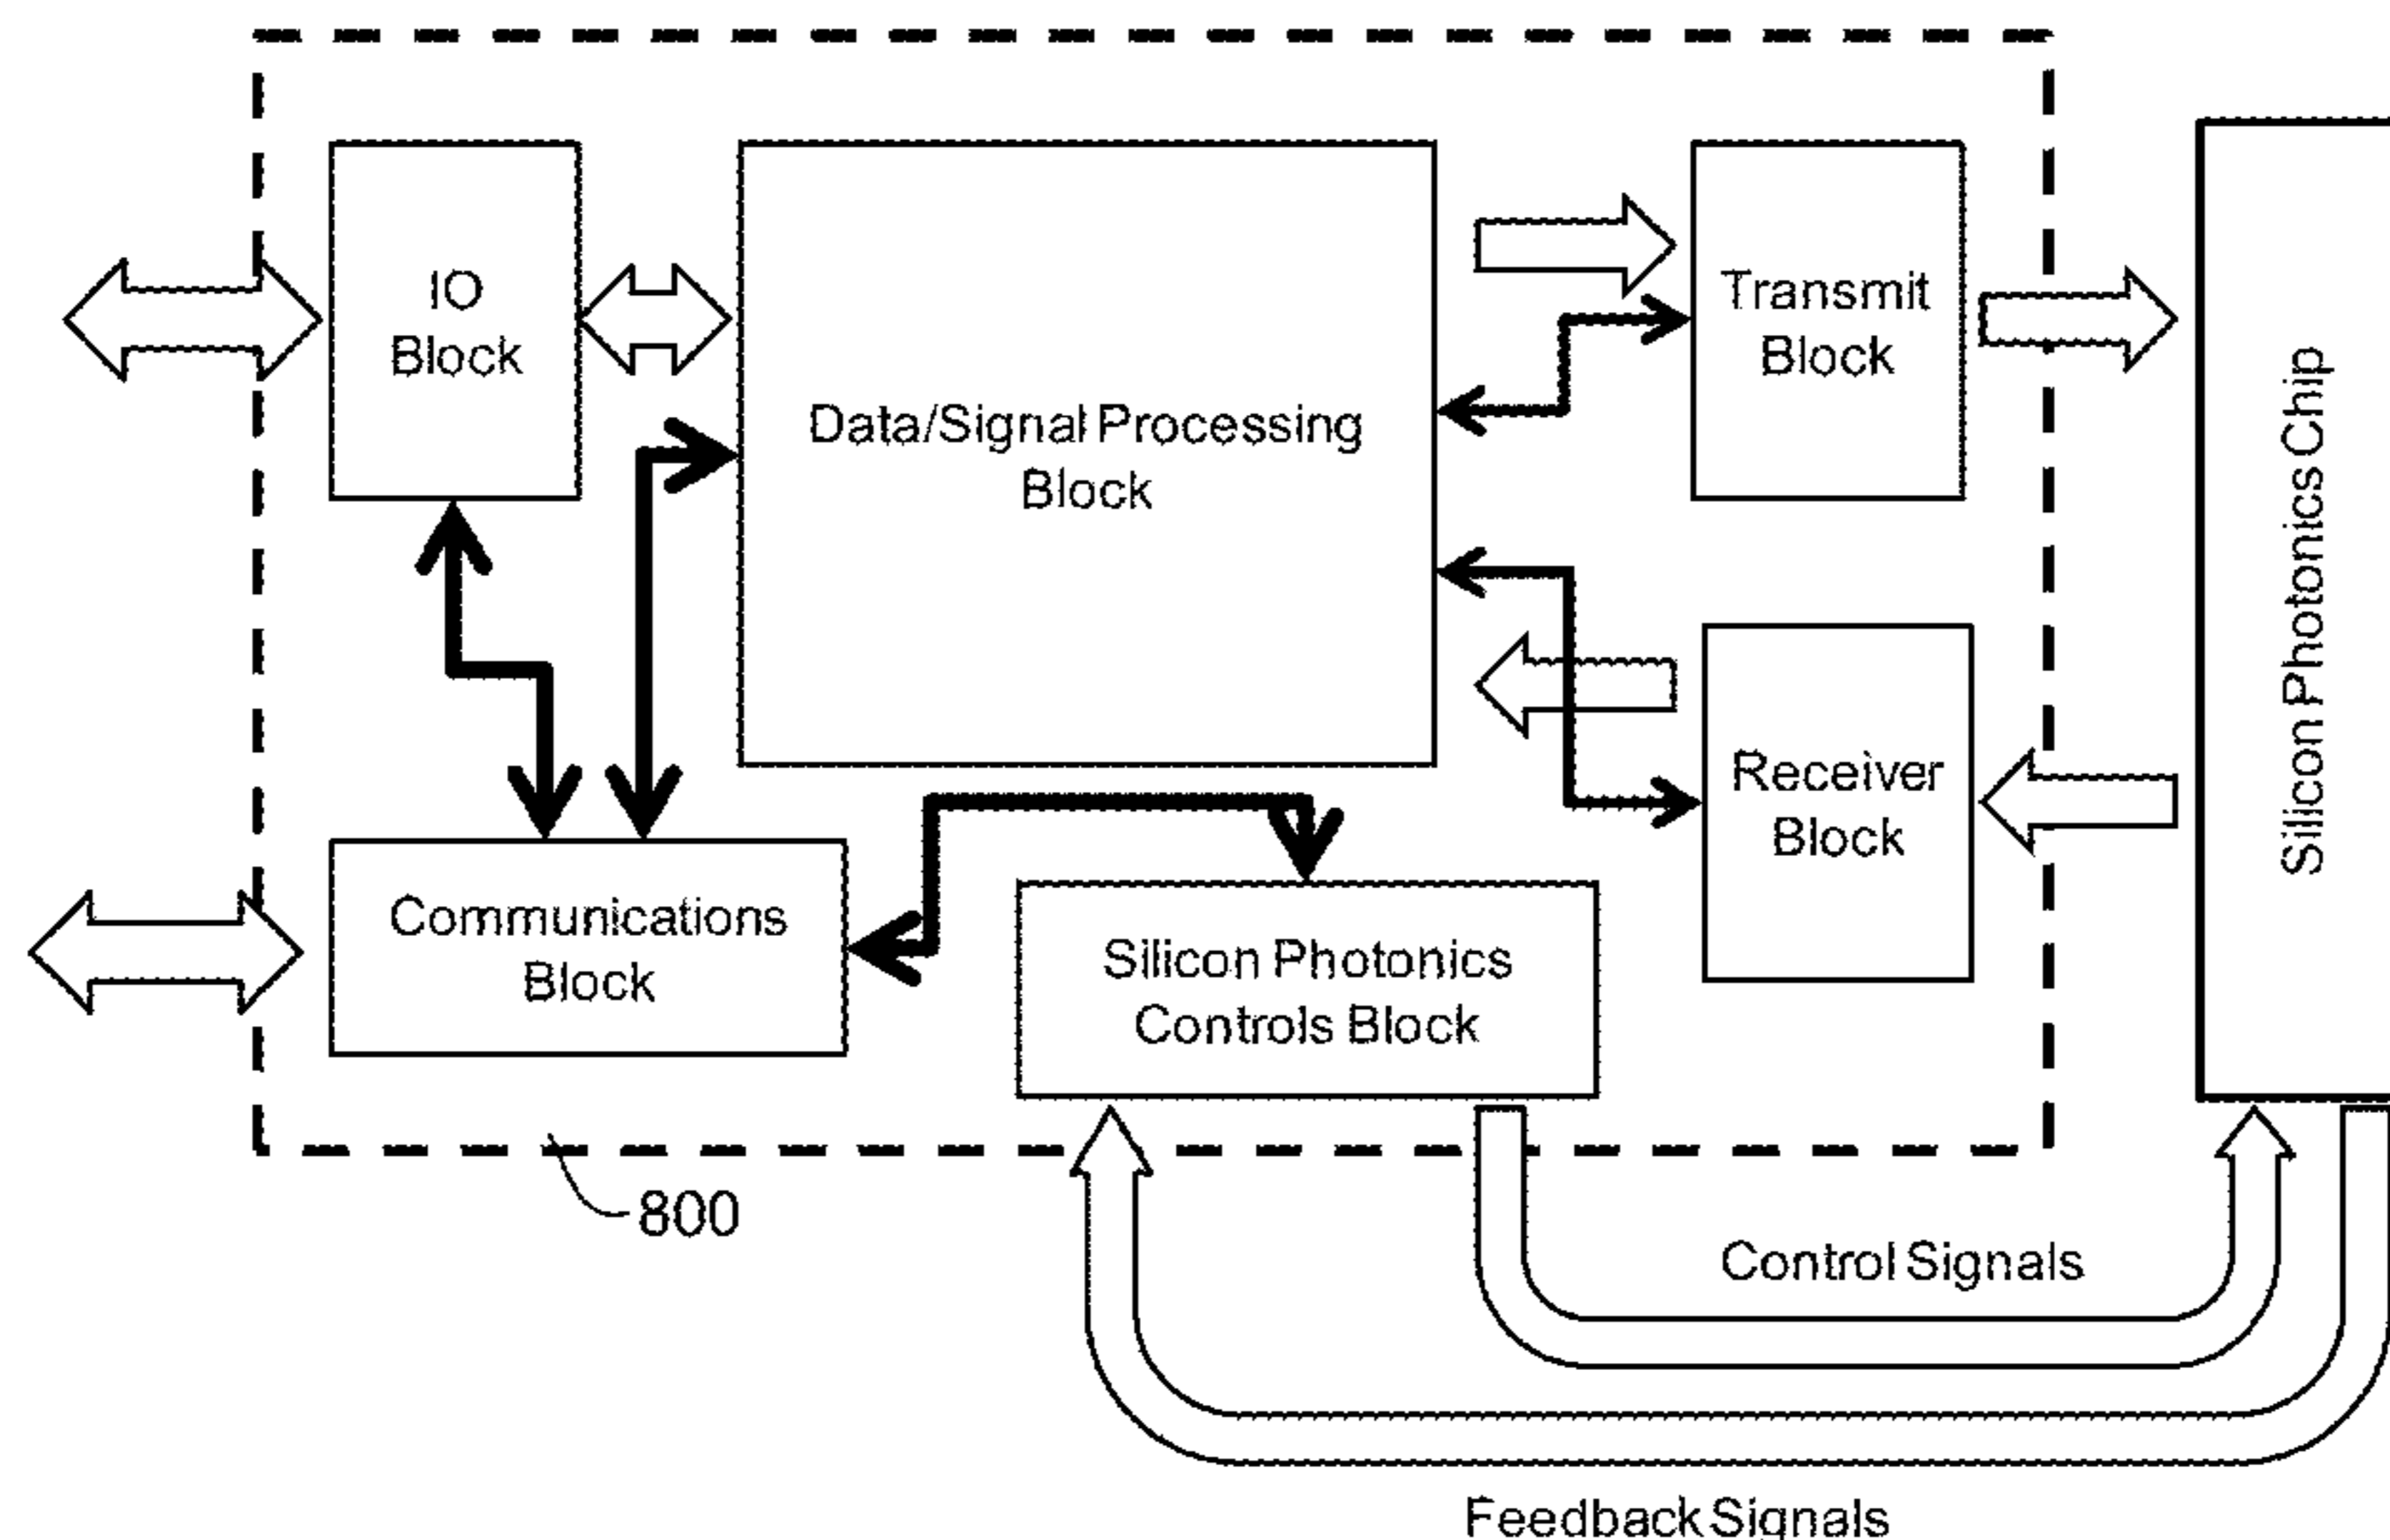 IO
Block
Data/Signal Processing
Block
Transmit
Block
Silicon Photonics Chip
Receiver
Block
Communications
Block
Silicon Photonics
Controls Block
800
Control Signals
Feedback Signals